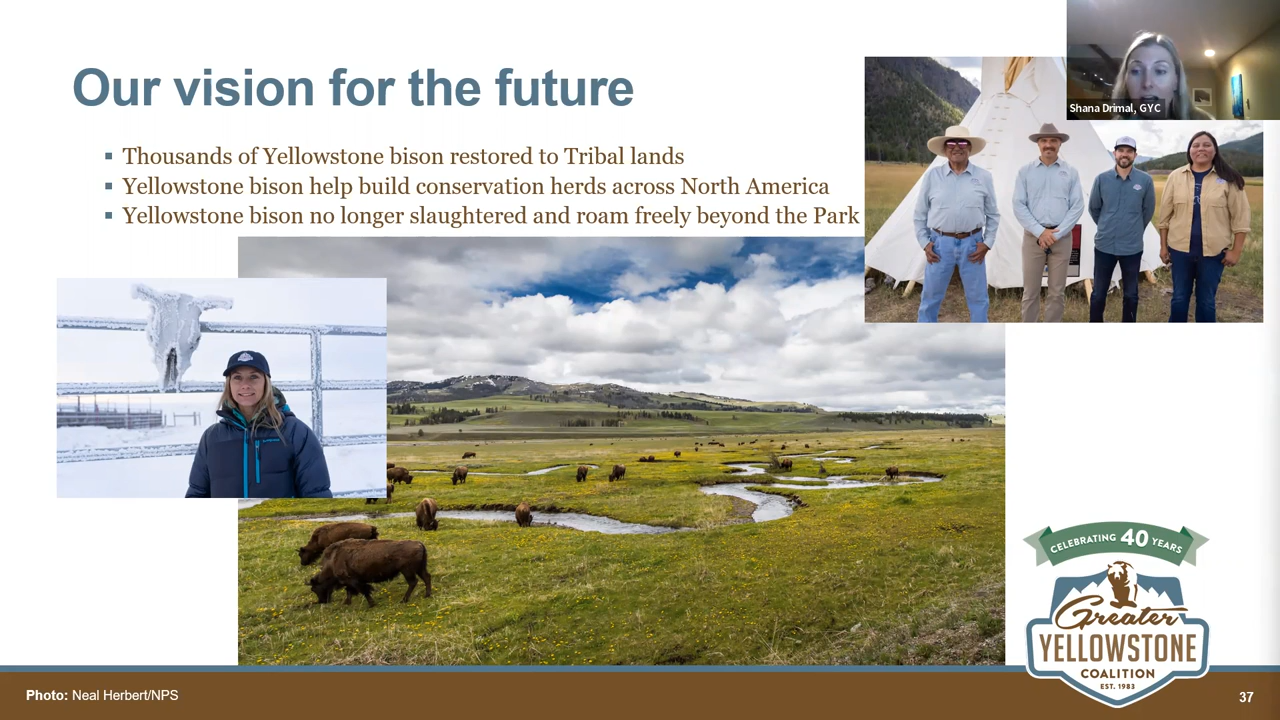 Our vision for the future
Shana Drimal, GYC
Thousands of Yellowstone bison restored to Tribal lands
Yellowstone bison help build conservation herds across North America
Yellowstone bison no longer slaughtered and roam freely beyond the Park
CELEBRATING 40 YEARS
Greater
YELLOWSTONE
COALITION
EST. 1983
Photo: Neal Herbert/NPS
37